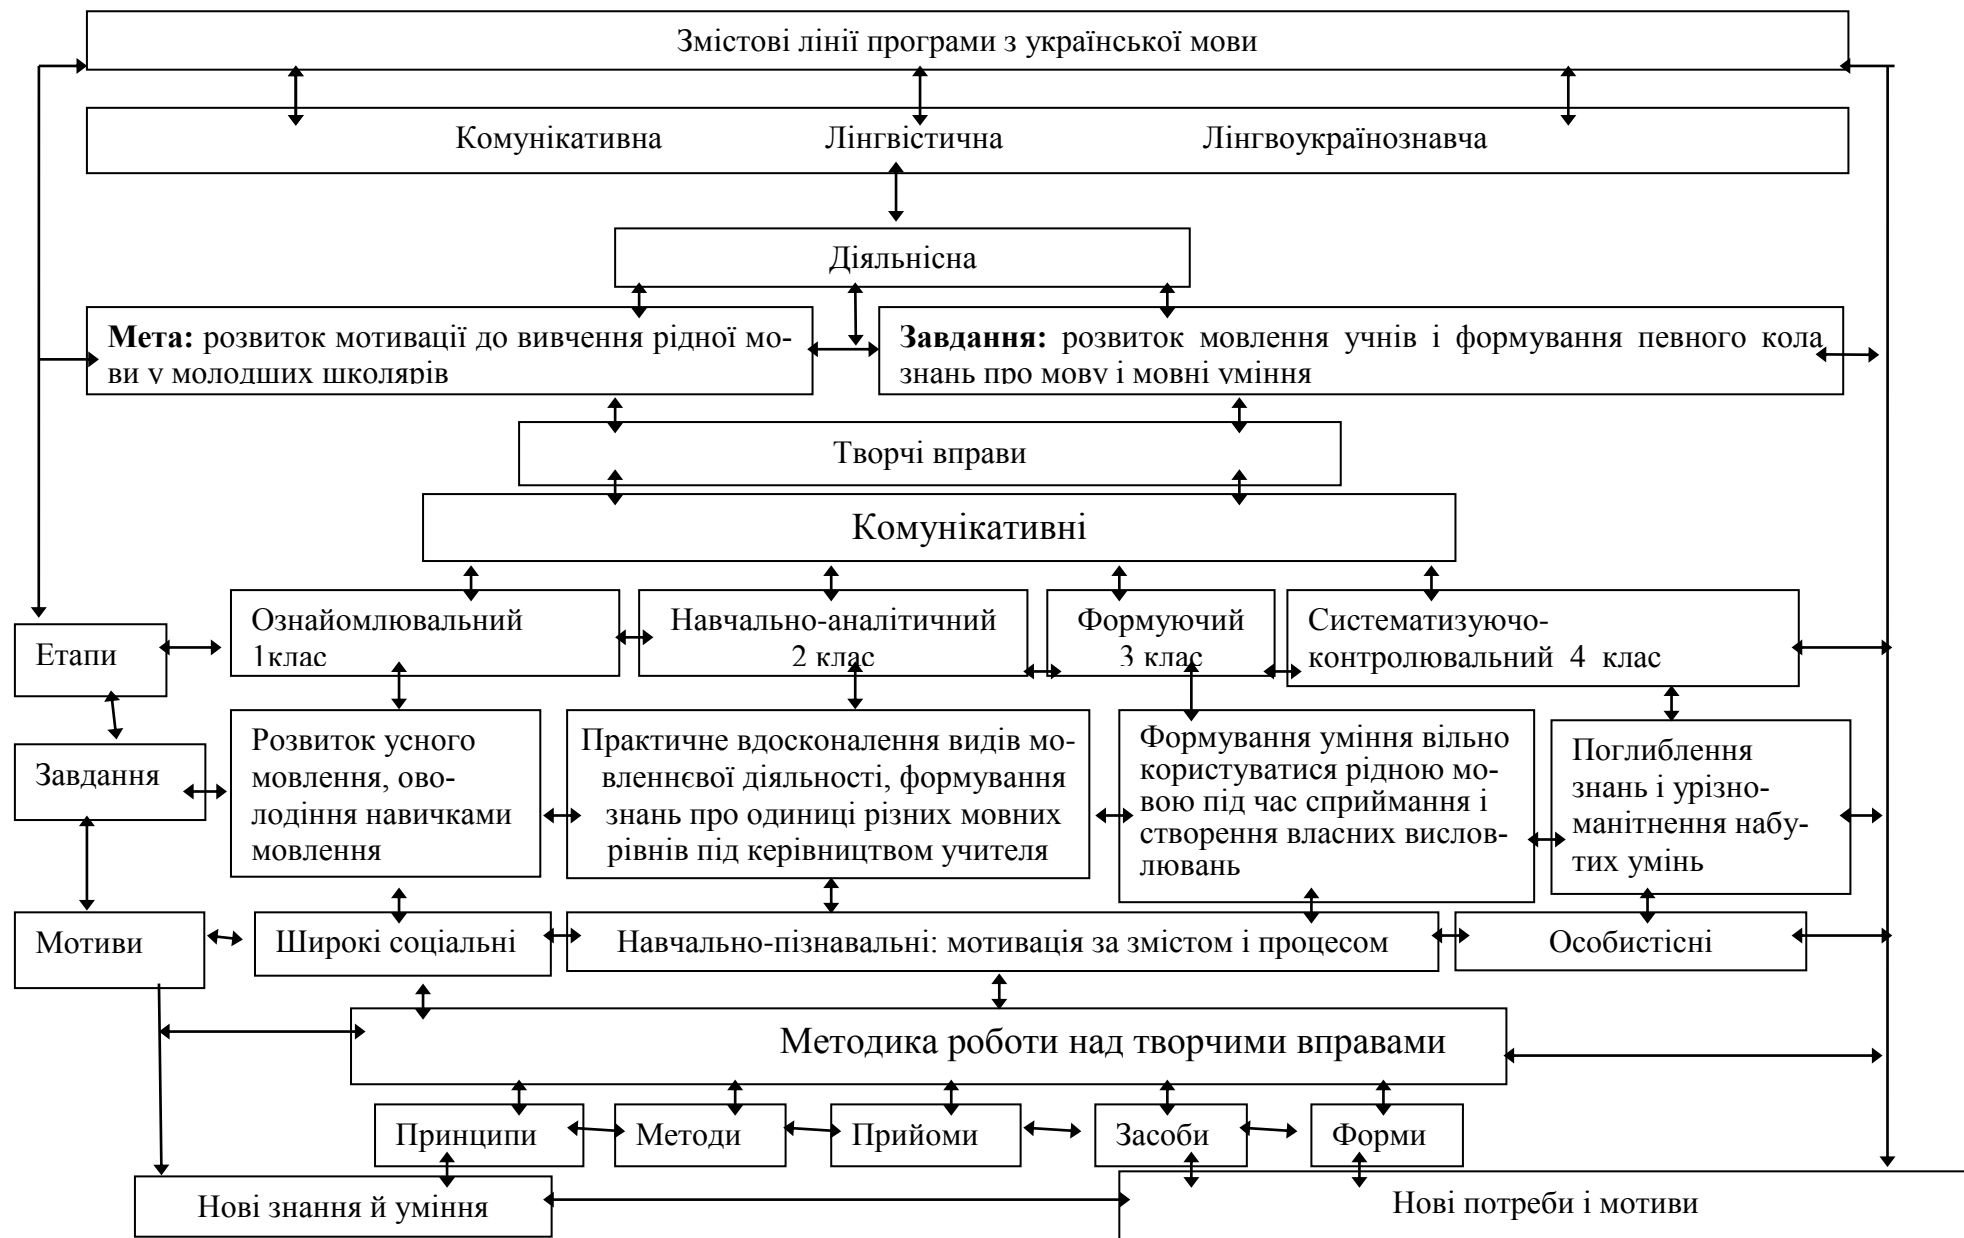 Змістові лінії програми з української мови
Комунікативна Лінгвістична Лінгвоукраїнознавча
Діяльнісна
Мета: розвиток мотивації до вивчення рідної мо-
ви у молодших школярів
Завдання: розвиток мовлення учнів і формування певного кола
знань про мову і мовні уміння
Творчі вправи
Комунікативні
Етапи
Ознайомлювальний
1клас
Навчально-аналітичний
2 клас
Формуючий
3 клас
Систематизуючо-
контролювальний 4 клас
Завдання
Розвиток усного
мовлення, ово-
лодіння навичками
мовлення
Практичне вдосконалення видів мо-
вленнєвої діяльності, формування
знань про одиниці різних мовних
рівнів під керівництвом учителя
Формування уміння вільно
користуватися рідною мо-
вою під час сприймання і
створення власних вислов-
лювань
Поглиблення
знань і урізно-
манітнення набу-
тих умінь
Мотиви
Широкі соціальні
Навчально-пізнавальні: мотивація за змістом і процесом
Особистісні
Методика роботи над творчими вправами
Принципи
Методи
Прийоми
Засоби
Форми
Нові знання й уміння
Нові потреби і мотиви